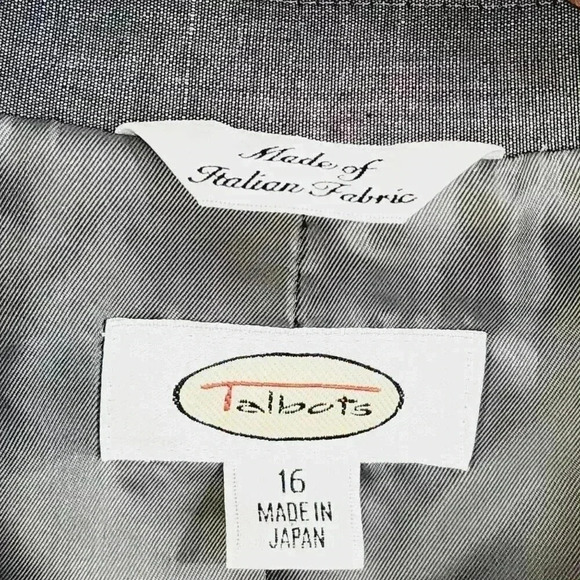 Made of
Italian Fabric
Talbots
16
MADE IN
JAPAN